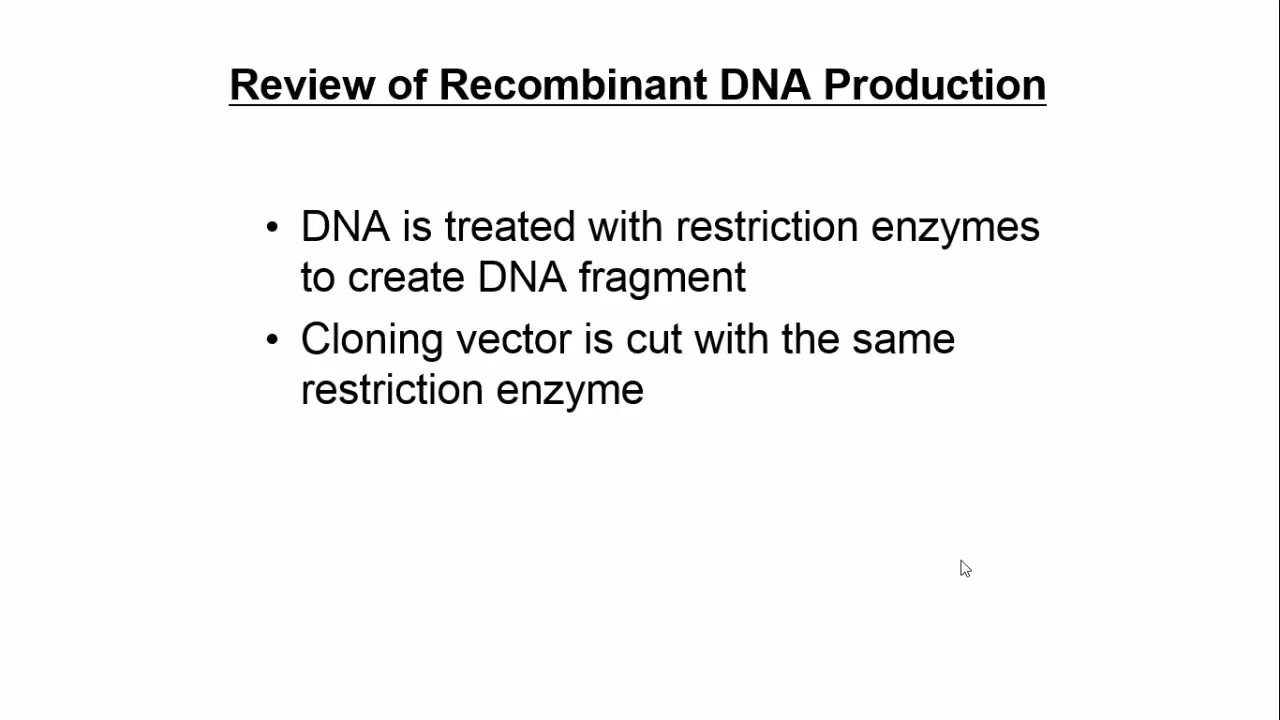 Review of Recombinant DNA Production
• DNA is treated with restriction enzymes
to create DNA fragment
• Cloning vector is cut with the same
restriction enzyme